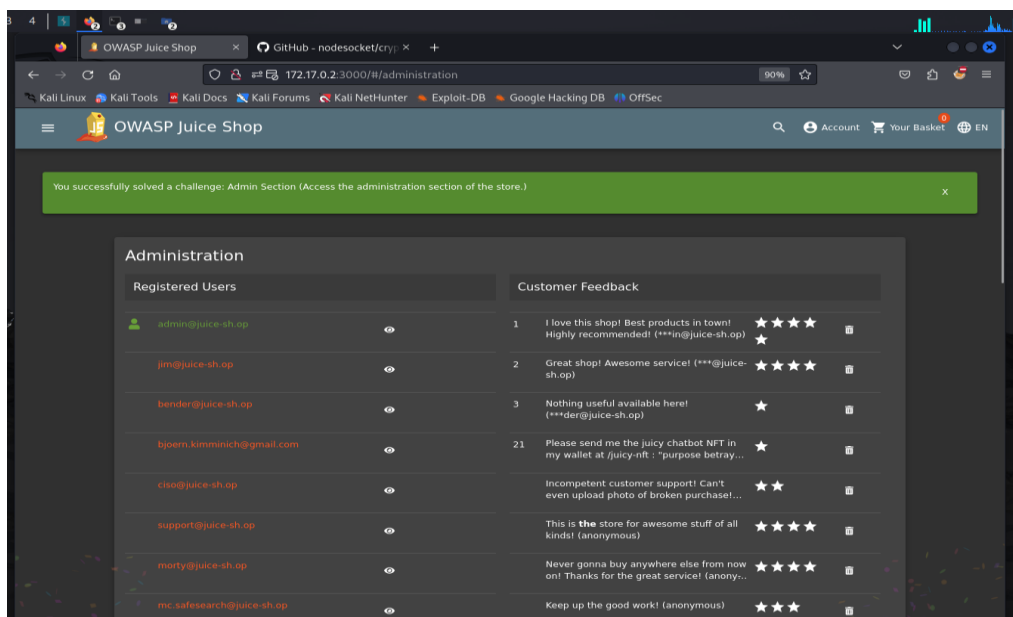 3 4
OWASP Juice Shop × GitHub - nodesocket/cryp × +
172.17.0.2:3000/#/administration 90%
Kali Linux Kali Tools Kali Docs Kali Forums Kali NetHunter Exploit-DB Google Hacking DB OffSec
OWASP Juice Shop Account Your Basket 0 EN
You successfully solved a challenge: Admin Section (Access the administration section of the store.) X
Administration
Registered Users
admin@juice-sh.op
jim@juice-sh.op
bender@juice-sh.op
bjoern.kimminich@gmail.com
ciso@juice-sh.op
support@juice-sh.op
morty@juice-sh.op
mc.safesearch@juice-sh.op
Customer Feedback
1 I love this shop! Best products in town!
Highly recommended! (***in@juice-sh.op)
2 Great shop! Awesome service! (***@juice-
sh.op)
3 Nothing useful available here!
(***der@juice-sh.op)
21 Please send me the juicy chatbot NFT in
my wallet at /juicy-nft : "purpose betray...
Incompetent customer support! Can't
even upload photo of broken purchase!...
This is the store for awesome stuff of all
kinds! (anonymous)
Never gonna buy anywhere else from now
on! Thanks for the great service! (anony...
Keep up the good work! (anonymous)